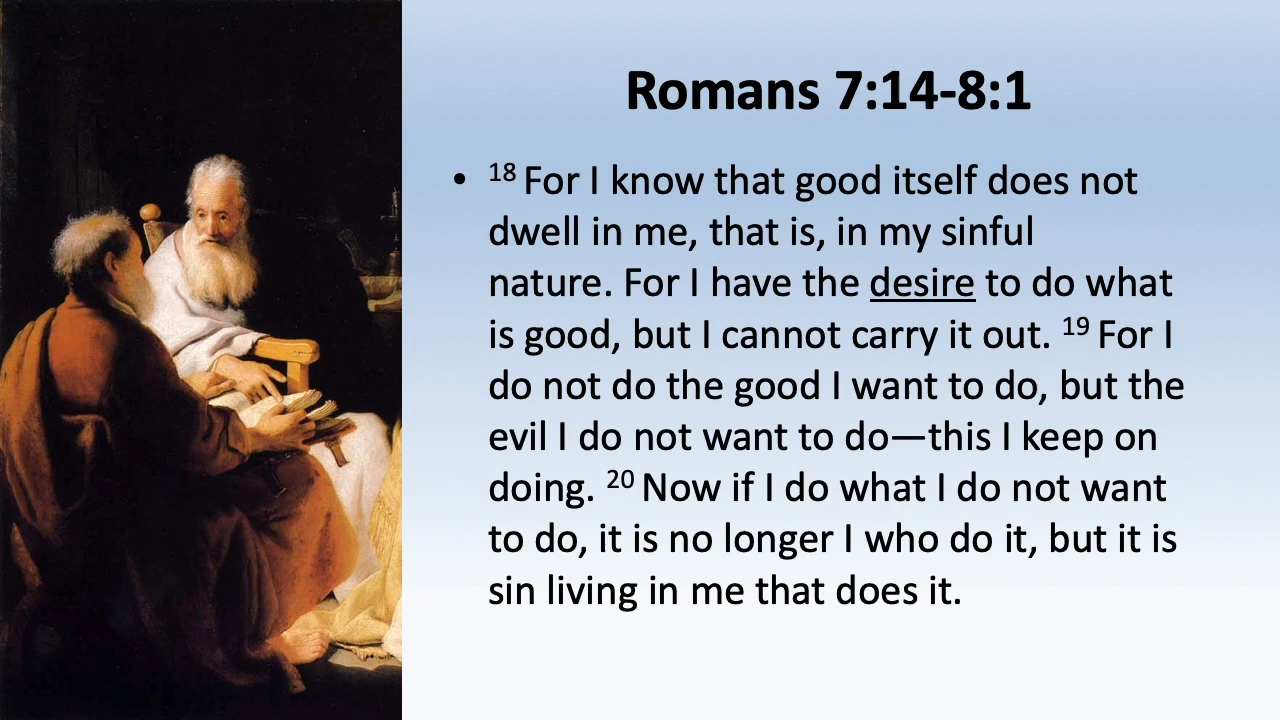 Romans 7:14-8:1
• 18 For I know that good itself does not
dwell in me, that is, in my sinful
nature. For I have the desire to do what
is good, but I cannot carry it out. 19 For I
do not do the good I want to do, but the
evil I do not want to do—this I keep on
doing. 20 Now if I do what I do not want
to do, it is no longer I who do it, but it is
sin living in me that does it.